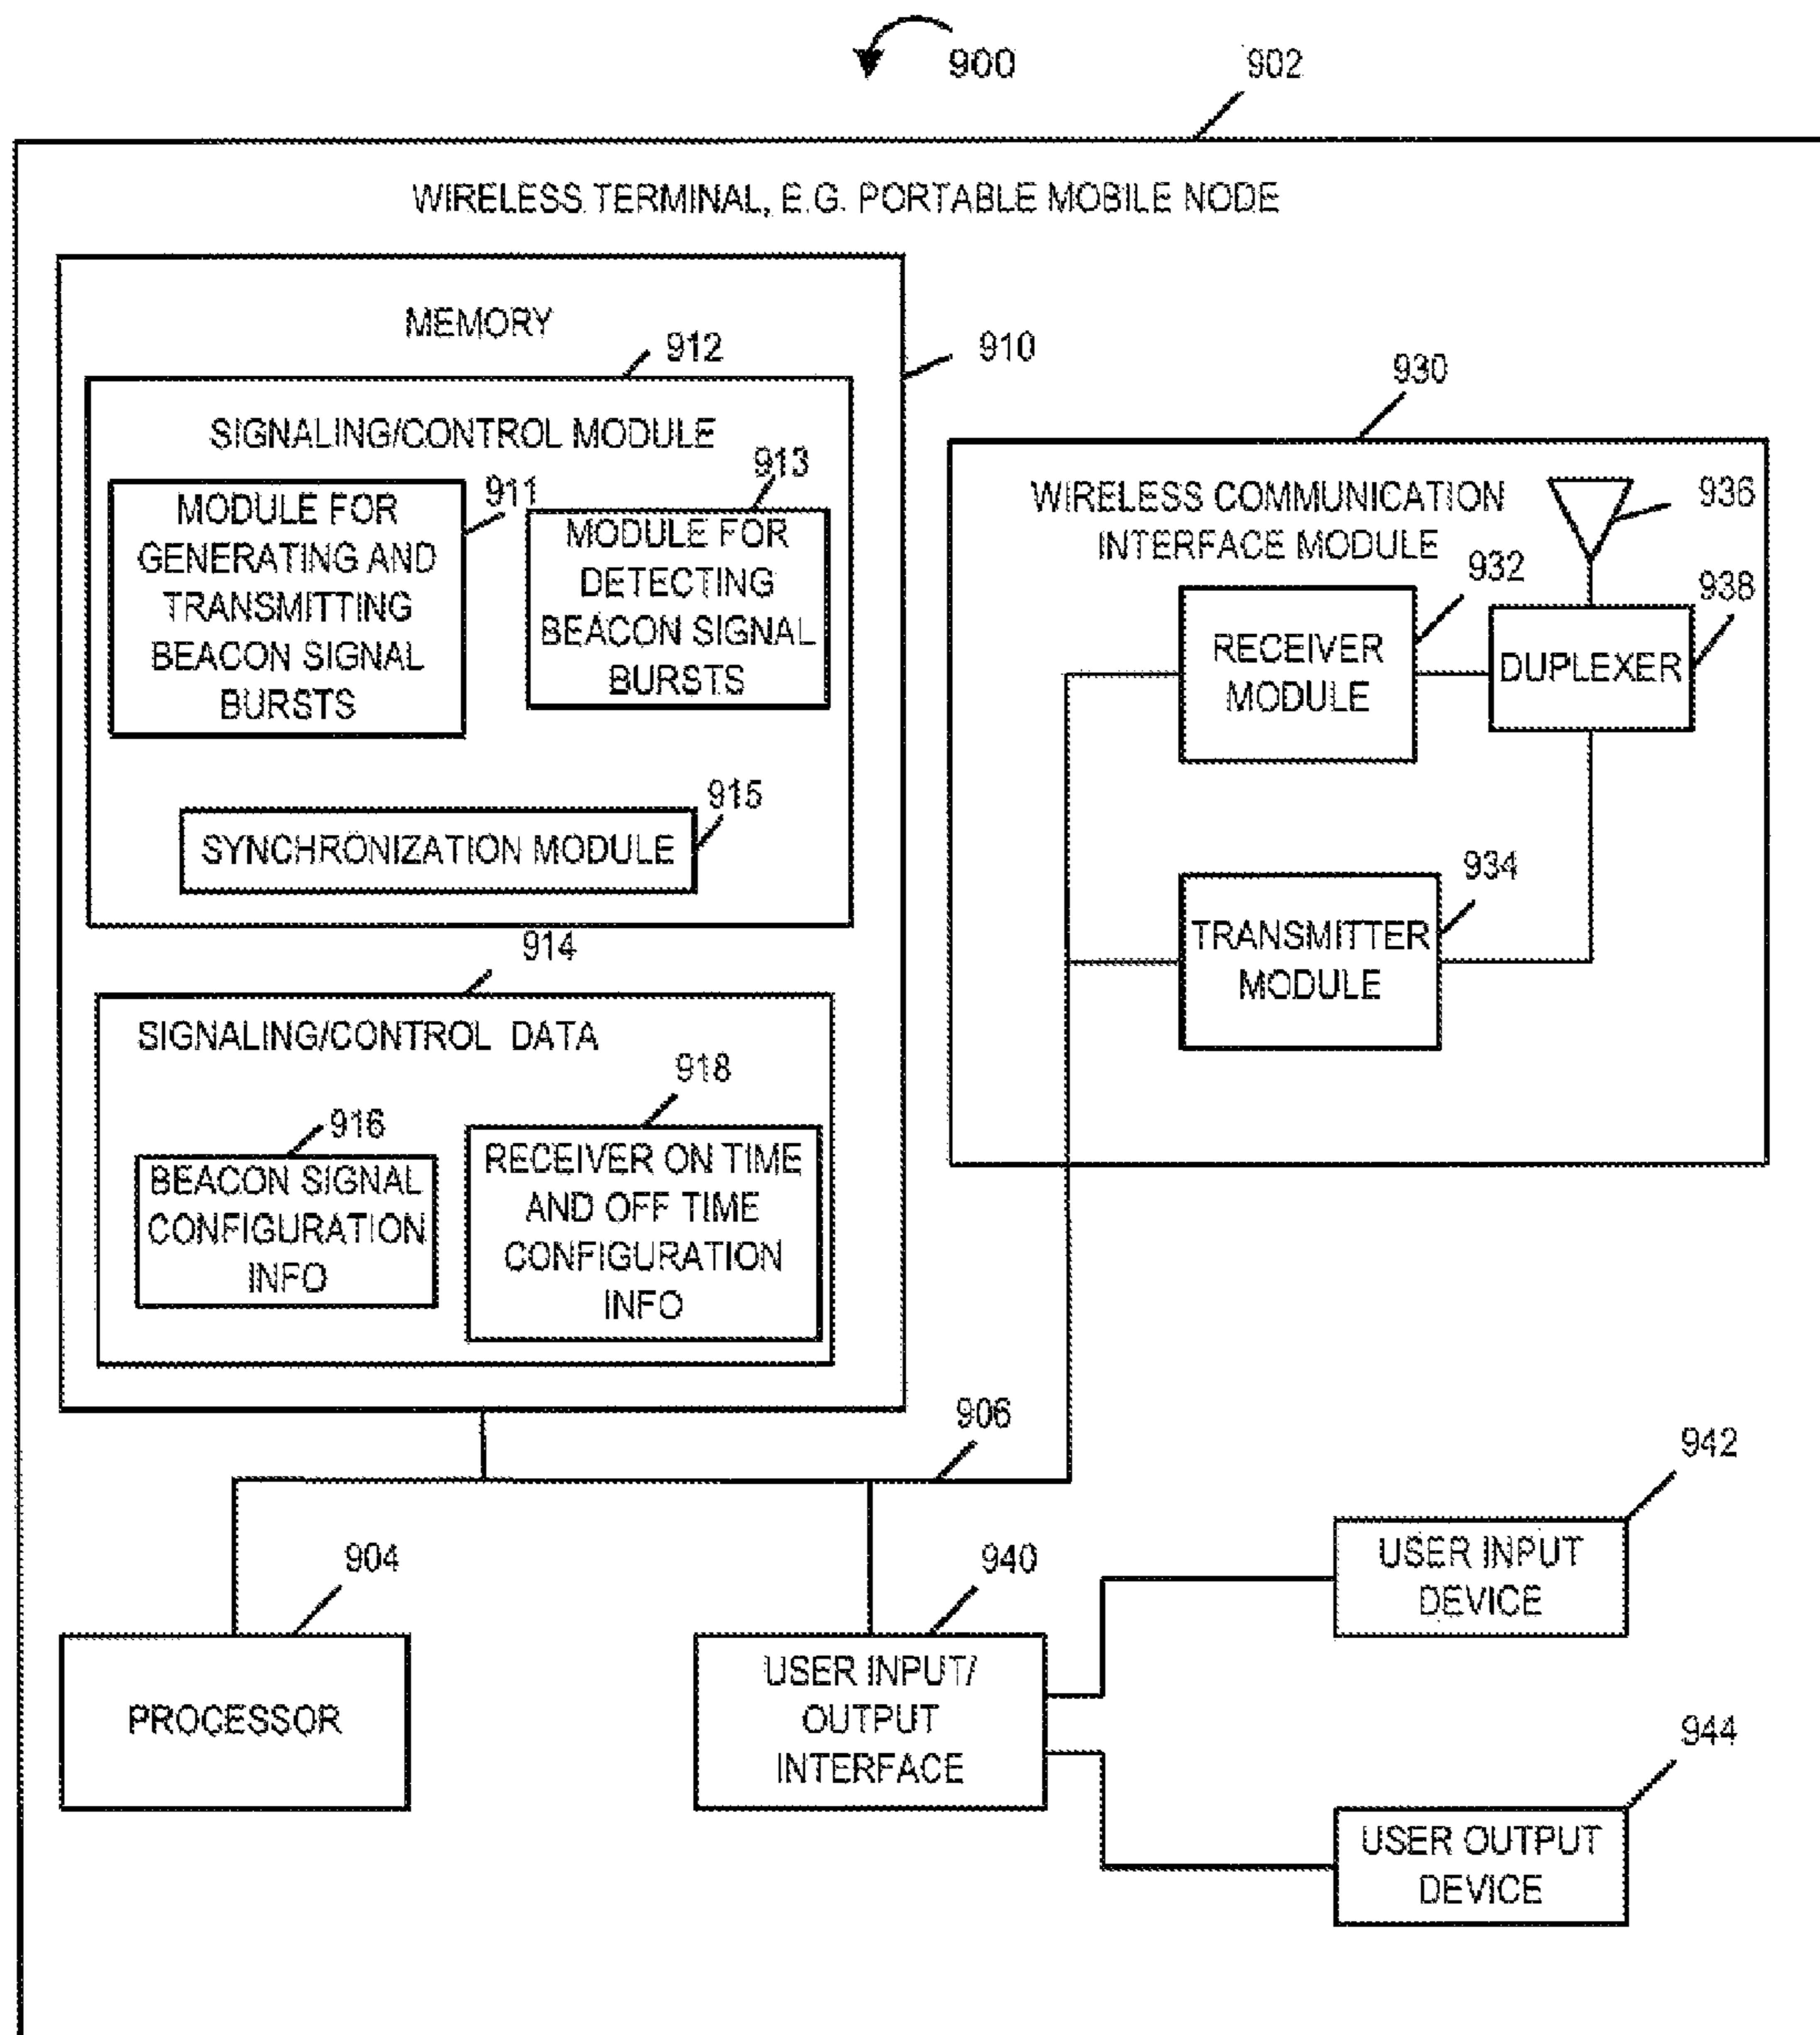 900
902
WIRELESS TERMINAL, E.G. PORTABLE MOBILE NODE
MEMORY
910
912
SIGNALING/CONTROL MODULE
911
MODULE FOR
GENERATING AND
TRANSMITTING
BEACON SIGNAL
BURSTS
913
MODULE FOR
DETECTING
BEACON SIGNAL
BURSTS
915
SYNCHRONIZATION MODULE
914
SIGNALING/CONTROL DATA
916
BEACON SIGNAL
CONFIGURATION
INFO
918
RECEIVER ON TIME
AND OFF TIME
CONFIGURATION
INFO
930
WIRELESS COMMUNICATION
INTERFACE MODULE
936
932
RECEIVER
MODULE
938
DUPLEXER
934
TRANSMITTER
MODULE
906
904
PROCESSOR
940
USER INPUT/
OUTPUT
INTERFACE
942
USER INPUT
DEVICE
944
USER OUTPUT
DEVICE